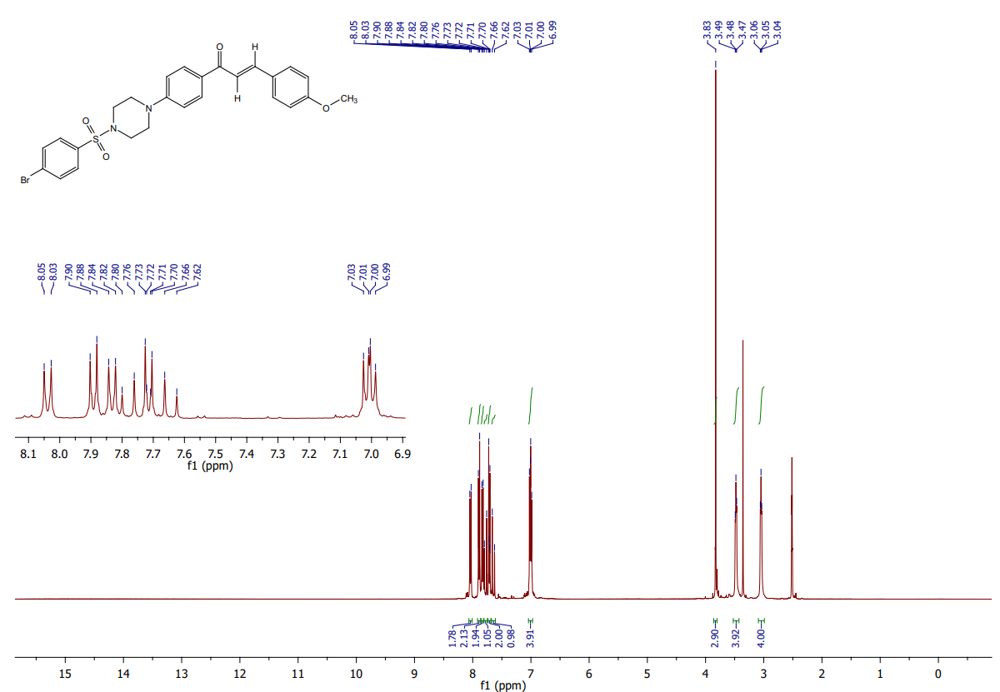 8.05 8.03 7.90 7.88 7.84 7.82 7.80 7.76 7.73 7.72 7.71 7.70 7.66 7.62 7.03 7.01 7.00 6.99 3.83 3.49 3.48 3.47 3.06 3.05 3.04
O H
H
O CH3
N
O
N
S
O
Br
8.05 8.03 7.90 7.88 7.84 7.82 7.80 7.76 7.73 7.72 7.71 7.70 7.66 7.62 7.03 7.01 7.00 6.99
8.1 8.0 7.9 7.8 7.7 7.6 7.5 7.4 7.3 7.2 7.1 7.0 6.9
f1 (ppm)
1.78 2.13 1.94 1.05 2.00 0.98 3.91 2.90 3.92 4.00
15 14 13 12 11 10 9 8 7 6 5 4 3 2 1 0
f1 (ppm)